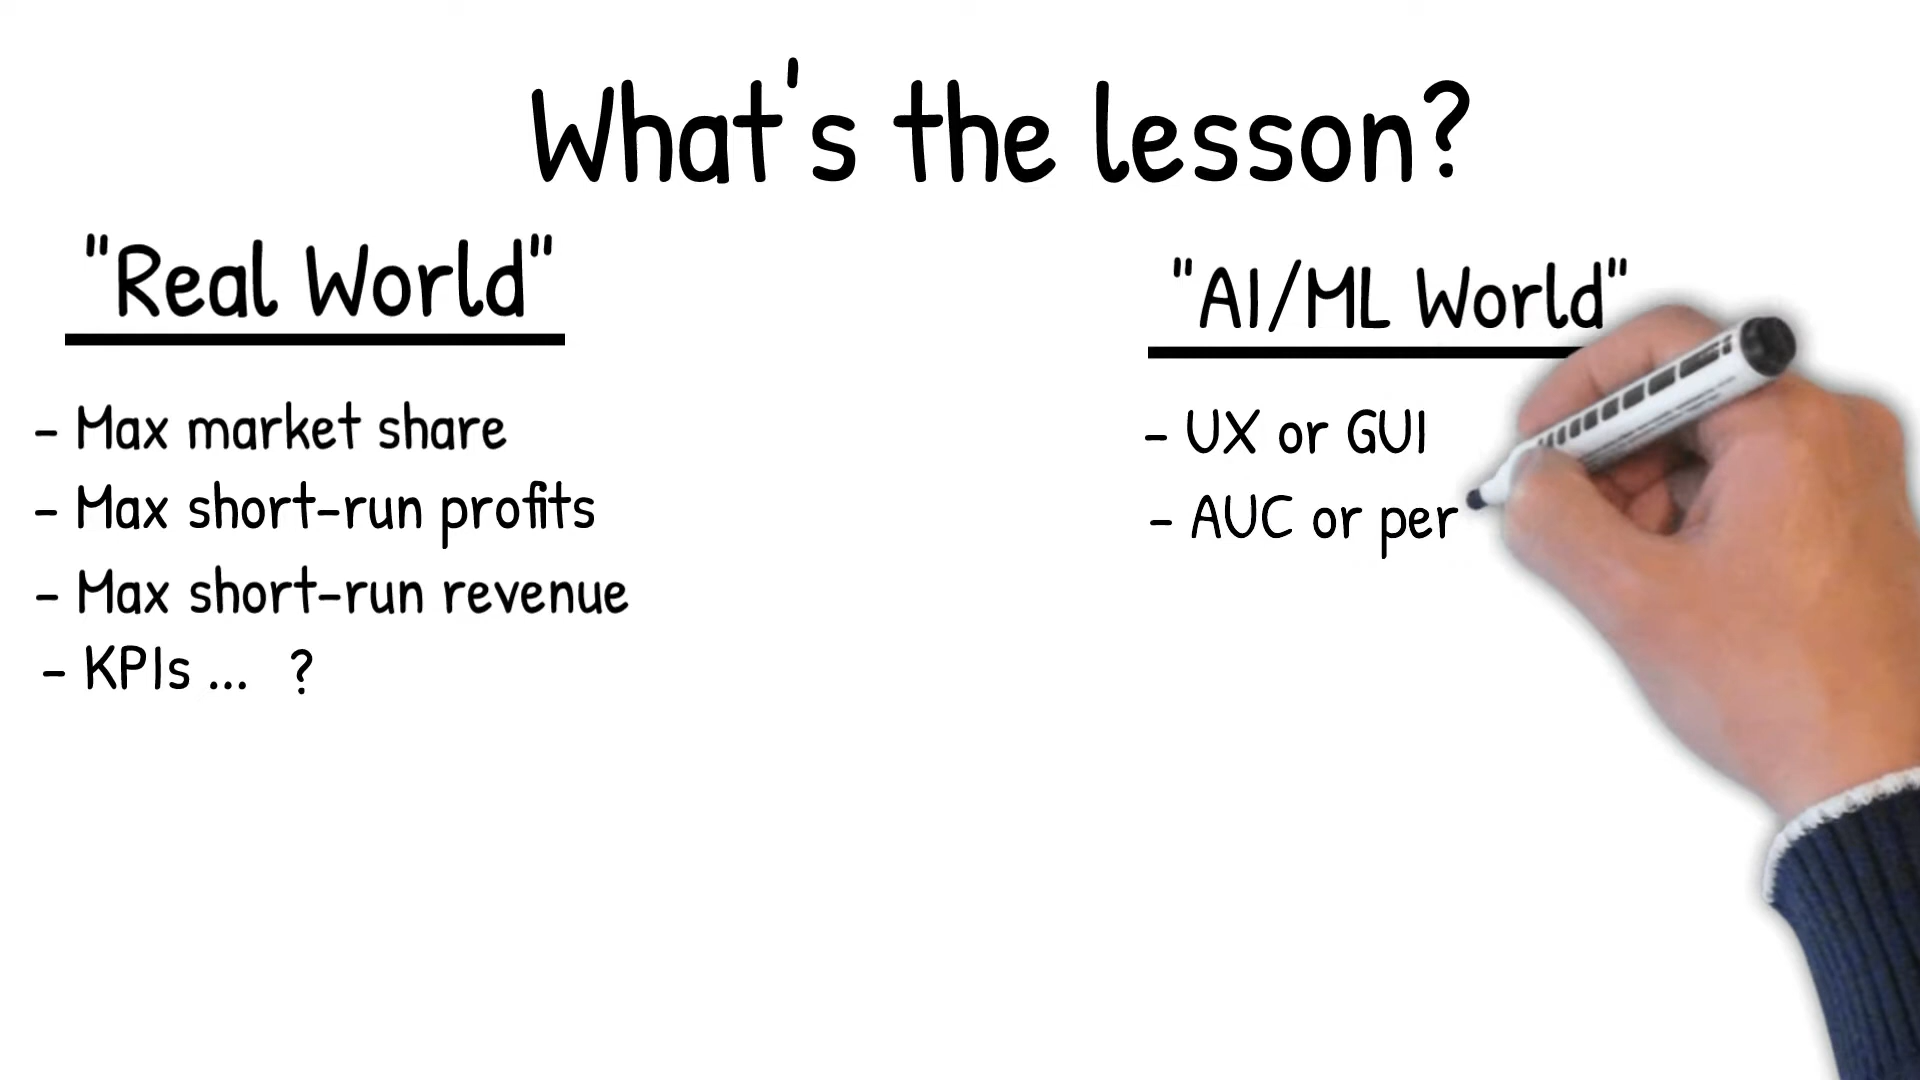 What's the lesson?
"Real World"
- Max market share
- Max short-run profits
- Max short-run revenue
- KPIs ... ?
"AI/ML World"
- UX or GUI
- AUC or per